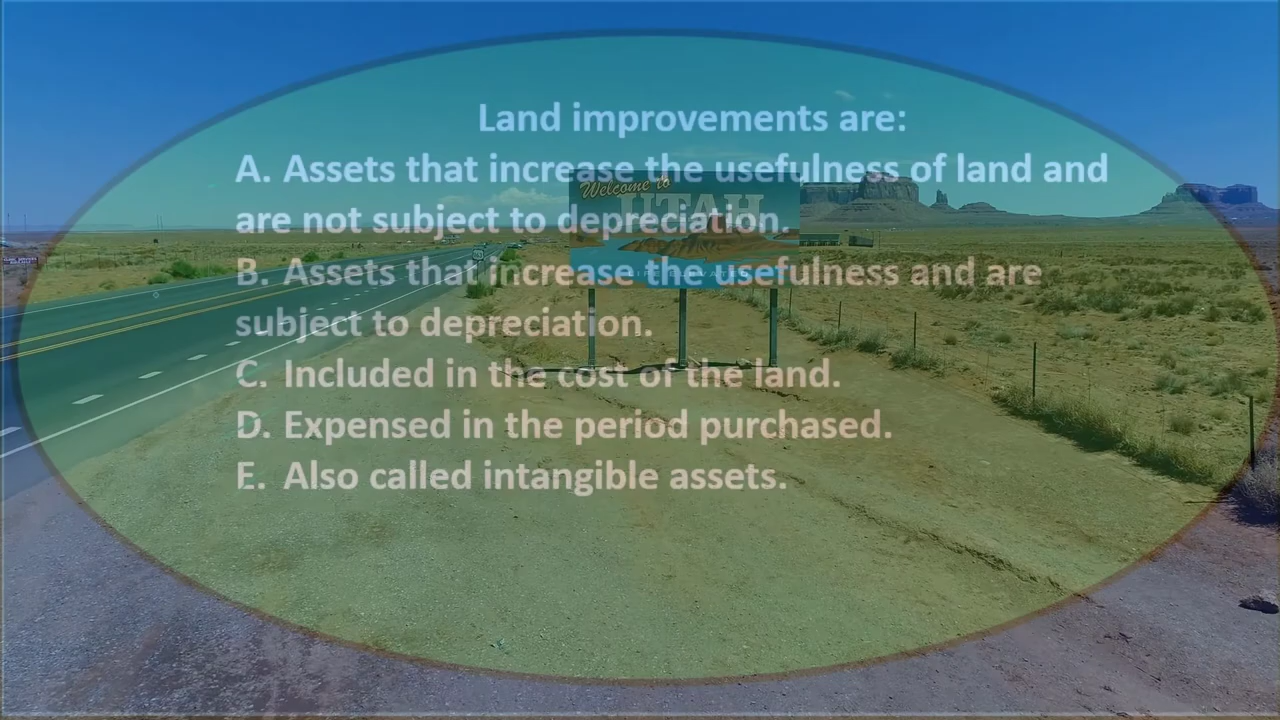 Land improvements are:
A. Assets that increase the usefulness of land and
are not subject to depreciation.
B. Assets that increase the usefulness and are
subject to depreciation.
C. Included in the cost of the land.
D. Expensed in the period purchased.
E. Also called intangible assets.
Welcome to
UTAH
LIFE ELEVATED